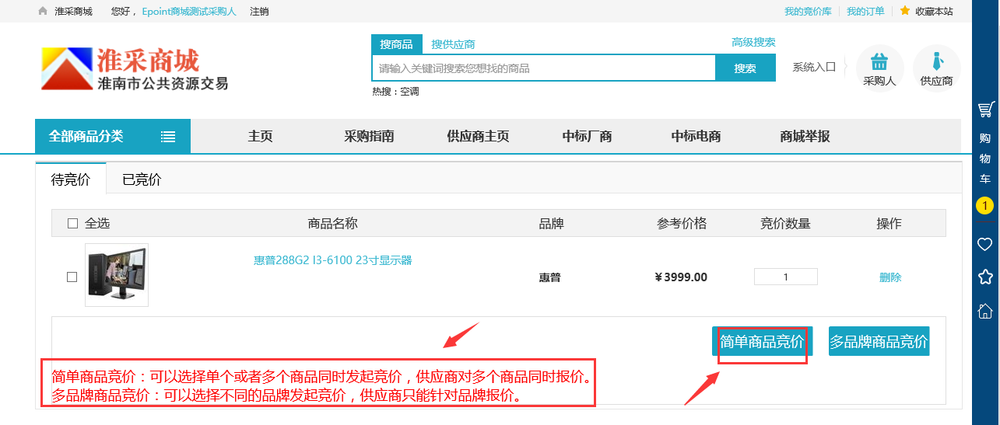 淮采商城 您好， Epoint商城测试采购人 注销 我的竞价库 我的订单 收藏本站
淮采商城
淮南市公共资源交易
搜商品 搜供应商 高级搜索
请输入关键词搜索您想找的商品 搜索
热搜：空调
系统入口 采购人 供应商
全部商品分类 主页 采购指南 供应商主页 中标厂商 中标电商 商城举报
待竞价 已竞价
全选 商品名称 品牌 参考价格 竞价数量 操作
惠普288G2 I3-6100 23寸显示器
惠普 ￥3999.00 1 删除
简单商品竞价 多品牌商品竞价
简单商品竞价：可以选择单个或者多个商品同时发起竞价，供应商对多个商品同时报价。
多品牌商品竞价：可以选择不同的品牌发起竞价，供应商只能针对品牌报价。
购
物
车
1